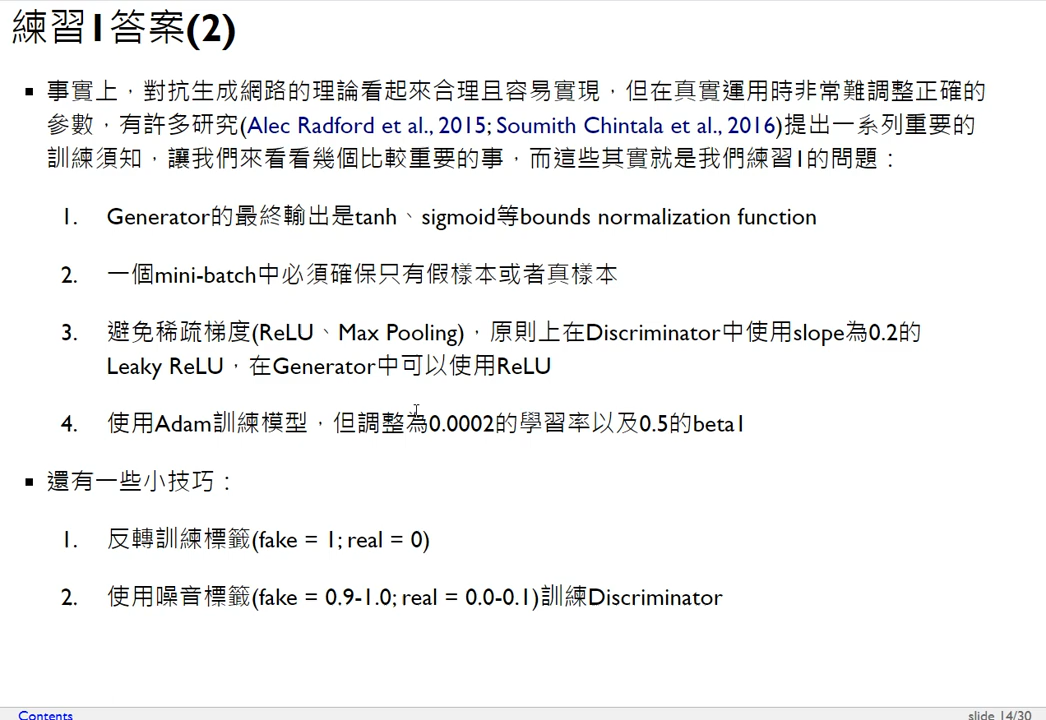 練習1答案(2)
▪ 事實上，對抗生成網路的理論看起來合理且容易實現，但在真實運用時非常難調整正確的
參數，有許多研究(Alec Radford et al., 2015; Soumith Chintala et al., 2016)提出一系列重要的
訓練須知，讓我們來看看幾個比較重要的事，而這些其實就是我們練習1的問題：
1. Generator的最終輸出是tanh、sigmoid等bounds normalization function
2. 一個mini-batch中必須確保只有假樣本或者真樣本
3. 避免稀疏梯度(ReLU、Max Pooling)，原則上在Discriminator中使用slope為0.2的
Leaky ReLU，在Generator中可以使用ReLU
4. 使用Adam訓練模型，但調整為0.0002的學習率以及0.5的beta1
▪ 還有一些小技巧：
1. 反轉訓練標籤(fake = 1; real = 0)
2. 使用噪音標籤(fake = 0.9-1.0; real = 0.0-0.1)訓練Discriminator
Contents slide 14/30